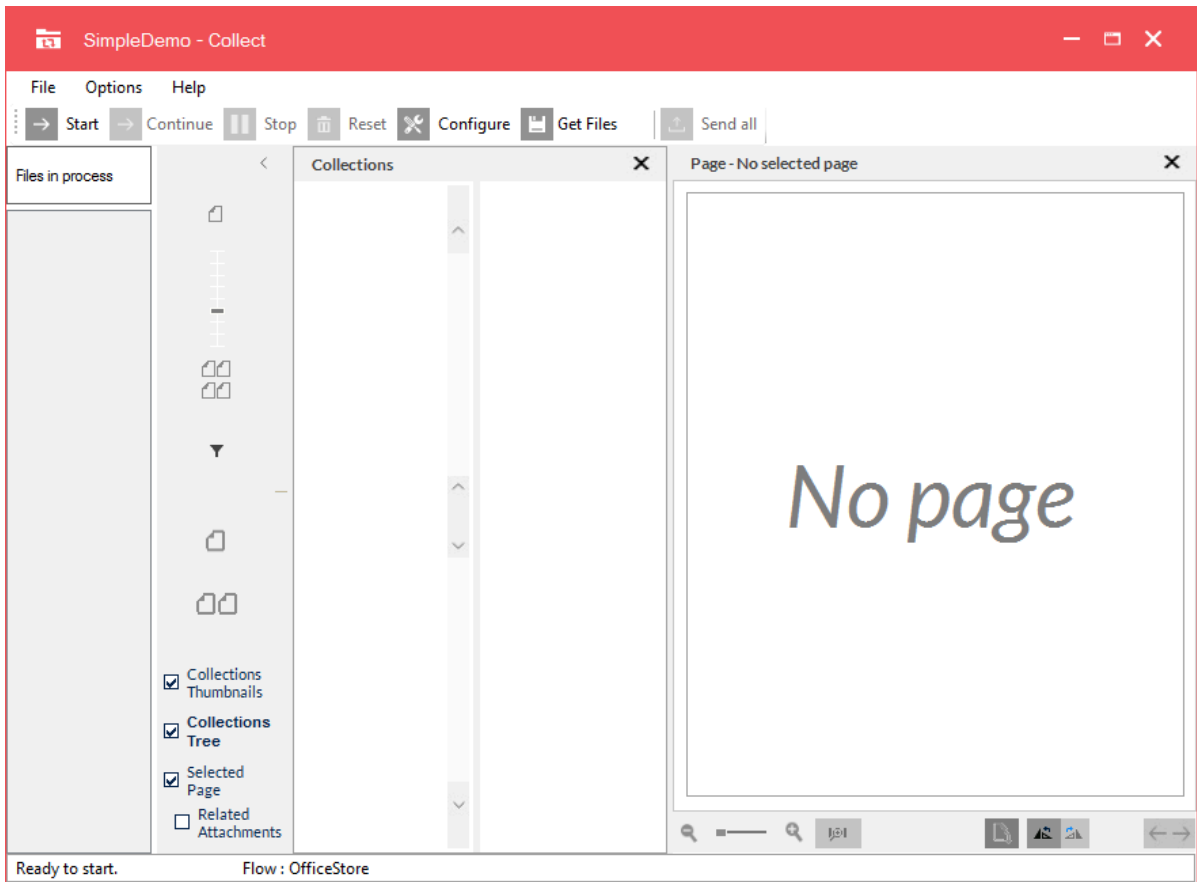 SimpleDemo - Collect
File Options Help
Start Continue Stop Reset Configure Get Files Send all
Files in process
Collections
Page - No selected page
No page
Collections
Thumbnails
Collections
Tree
Selected
Page
Related
Attachments
Ready to start. Flow : OfficeStore